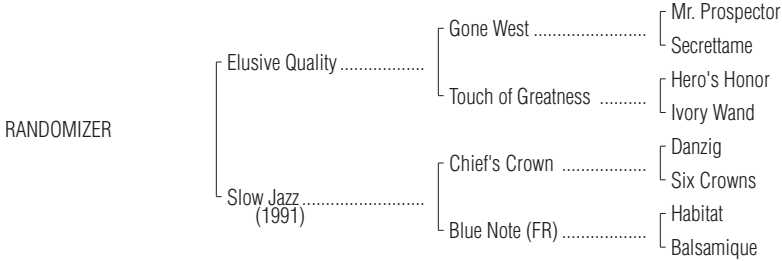 Mr. Prospector
Gone West ........................
Secrettame
Elusive Quality ..................
Hero's Honor
Touch of Greatness ..........
Ivory Wand
RANDOMIZER
Danzig
Chief's Crown ..................
Six Crowns
Slow Jazz..........................
(1991)
Habitat
Blue Note (FR) ..................
Balsamique